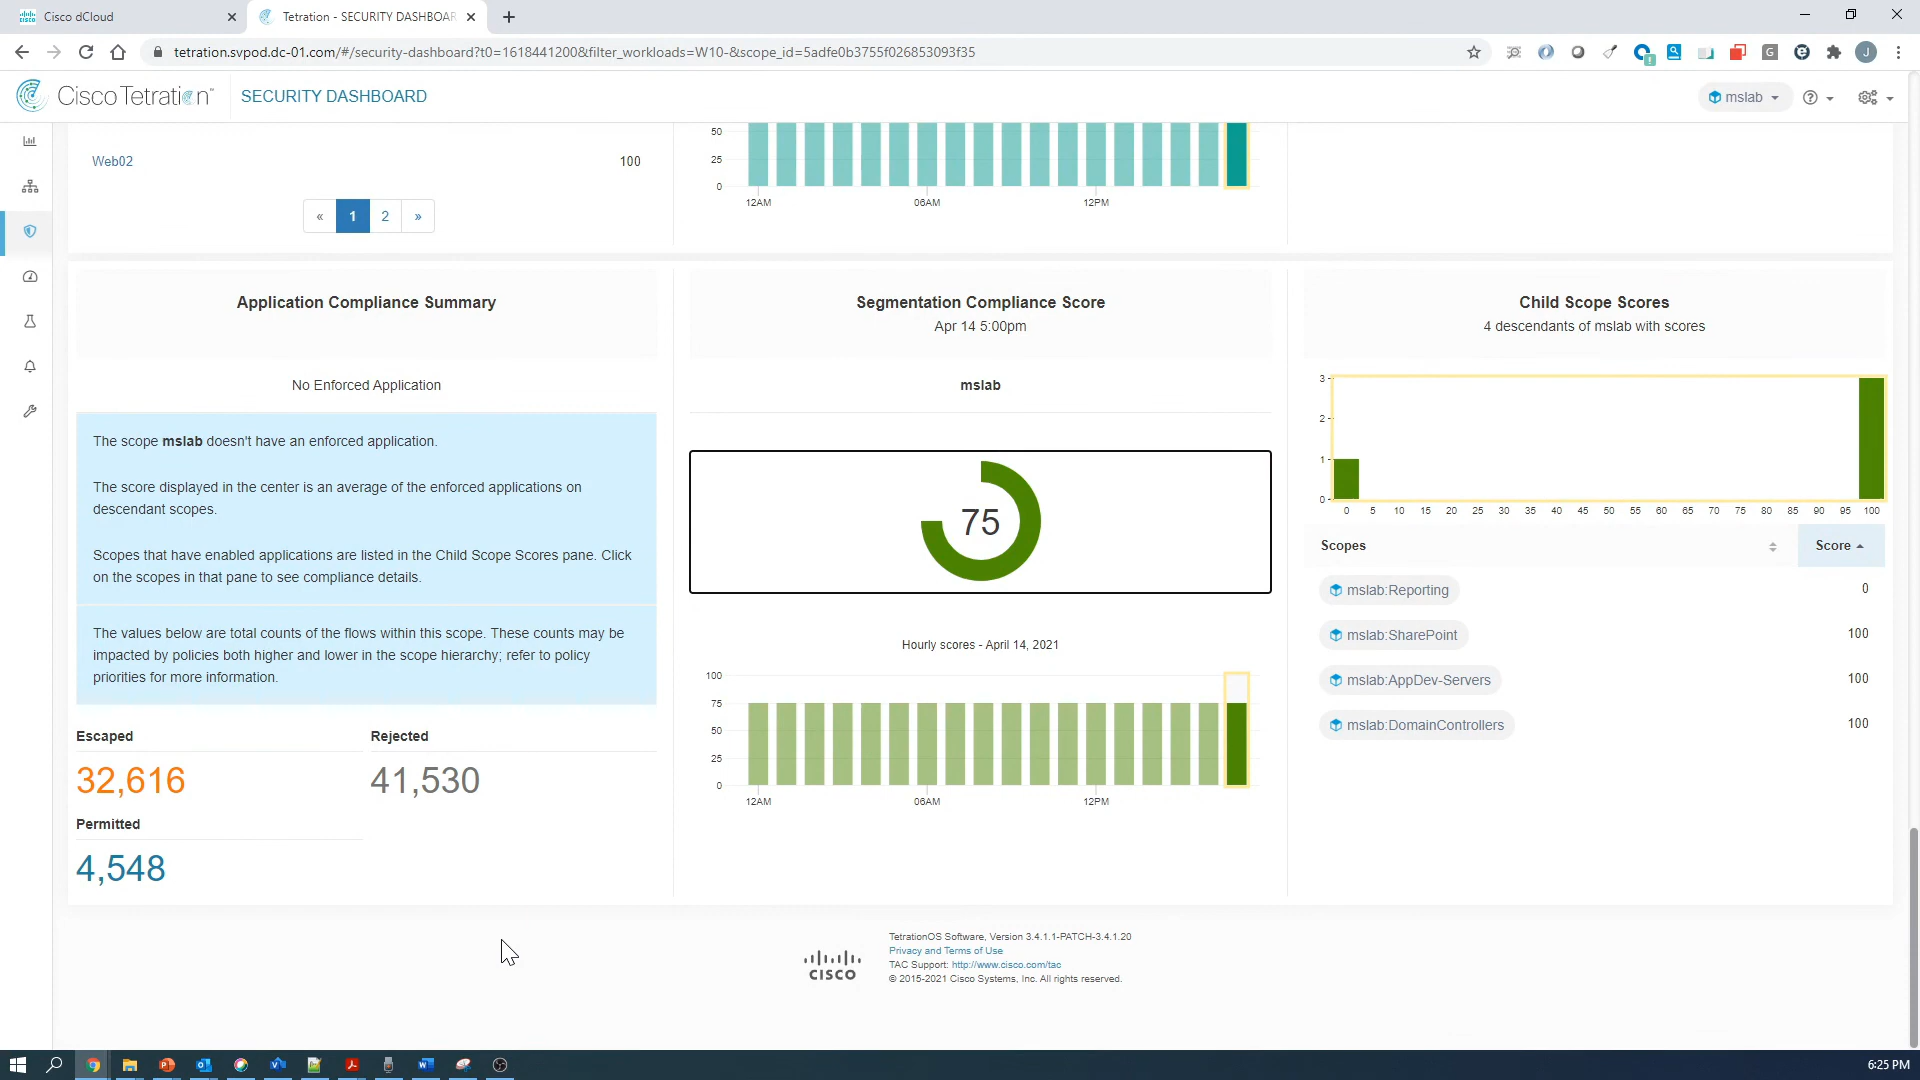 Cisco dCloud
Tetration - SECURITY DASHBOAR
tetration.svpod.dc-01.com/#/security-dashboard?t0=1618441200&filter_workloads=W10-&scope_id=5adfe0b3755f026853093f35
Cisco Tetration™
SECURITY DASHBOARD
mslab
Web02 100
« 1 2 »
50
25
0
12AM 06AM 12PM
Application Compliance Summary
No Enforced Application
The scope mslab doesn't have an enforced application.
The score displayed in the center is an average of the enforced applications on
descendant scopes.
Scopes that have enabled applications are listed in the Child Scope Scores pane. Click
on the scopes in that pane to see compliance details.
The values below are total counts of the flows within this scope. These counts may be
impacted by policies both higher and lower in the scope hierarchy; refer to policy
priorities for more information.
Escaped Rejected
32,616 41,530
Permitted
4,548
Segmentation Compliance Score
Apr 14 5:00pm
mslab
75
Hourly scores - April 14, 2021
100
75
50
25
0
12AM 06AM 12PM
Child Scope Scores
4 descendants of mslab with scores
3
2
1
0
0 5 10 15 20 25 30 35 40 45 50 55 60 65 70 75 80 85 90 95 100
Scopes Score
mslab:Reporting 0
mslab:SharePoint 100
mslab:AppDev-Servers 100
mslab:DomainControllers 100
CISCO
TetrationOS Software, Version 3.4.1.1-PATCH-3.4.1.20
Privacy and Terms of Use
TAC Support: http://www.cisco.com/tac
© 2015-2021 Cisco Systems, Inc. All rights reserved.
6:25 PM